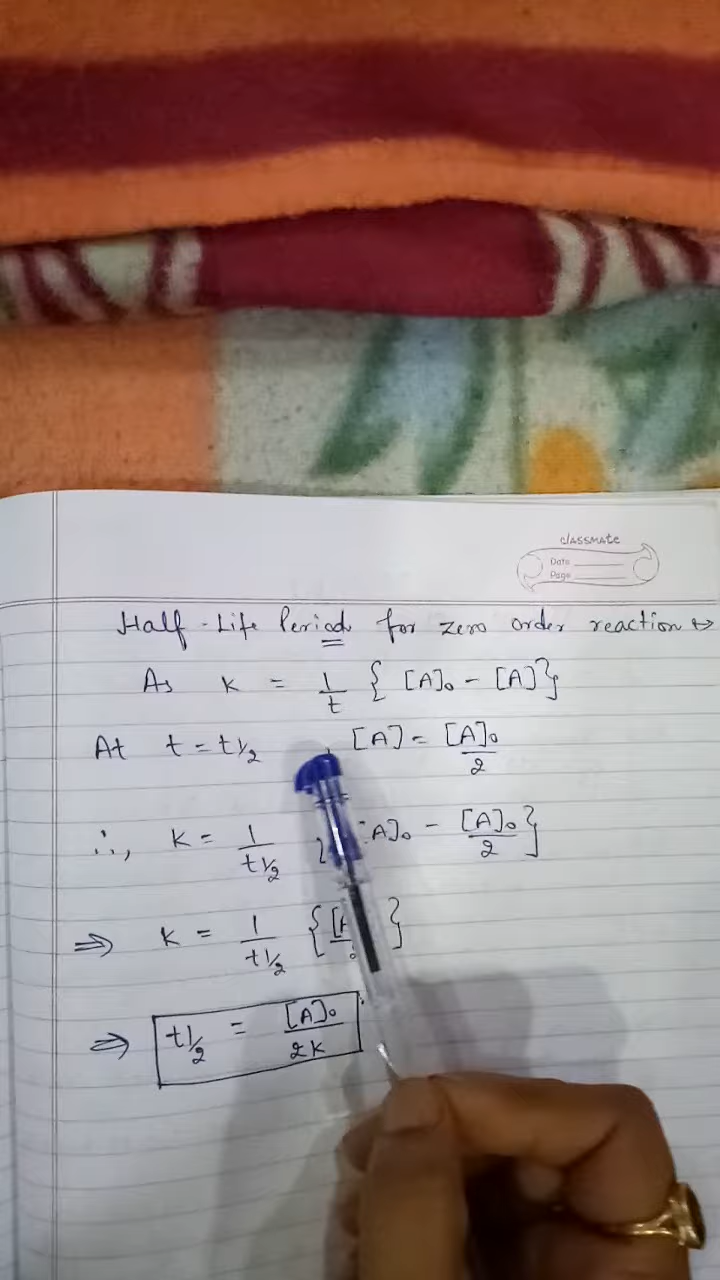 classmate
Date
Page
Half-Life Period for zero order reaction ↔
As k = 1/t { [A]₀ - [A] }
At t = t1/2 , [A] = [A]₀/2
∴, k = 1/t1/2 { [A]₀ - [A]₀/2 }
⇒ k = 1/t1/2 { [A }
⇒ t1/2 = [A]₀/2k